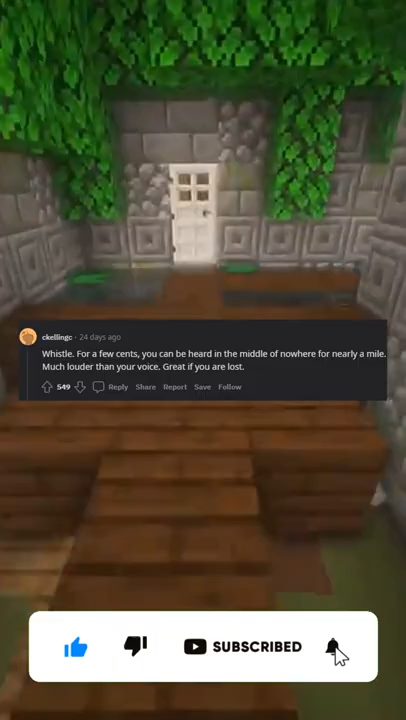 ckellingc · 24 days ago
Whistle. For a few cents, you can be heard in the middle of nowhere for nearly a mile.
Much louder than your voice. Great if you are lost.
549 Reply Share Report Save Follow
SUBSCRIBED